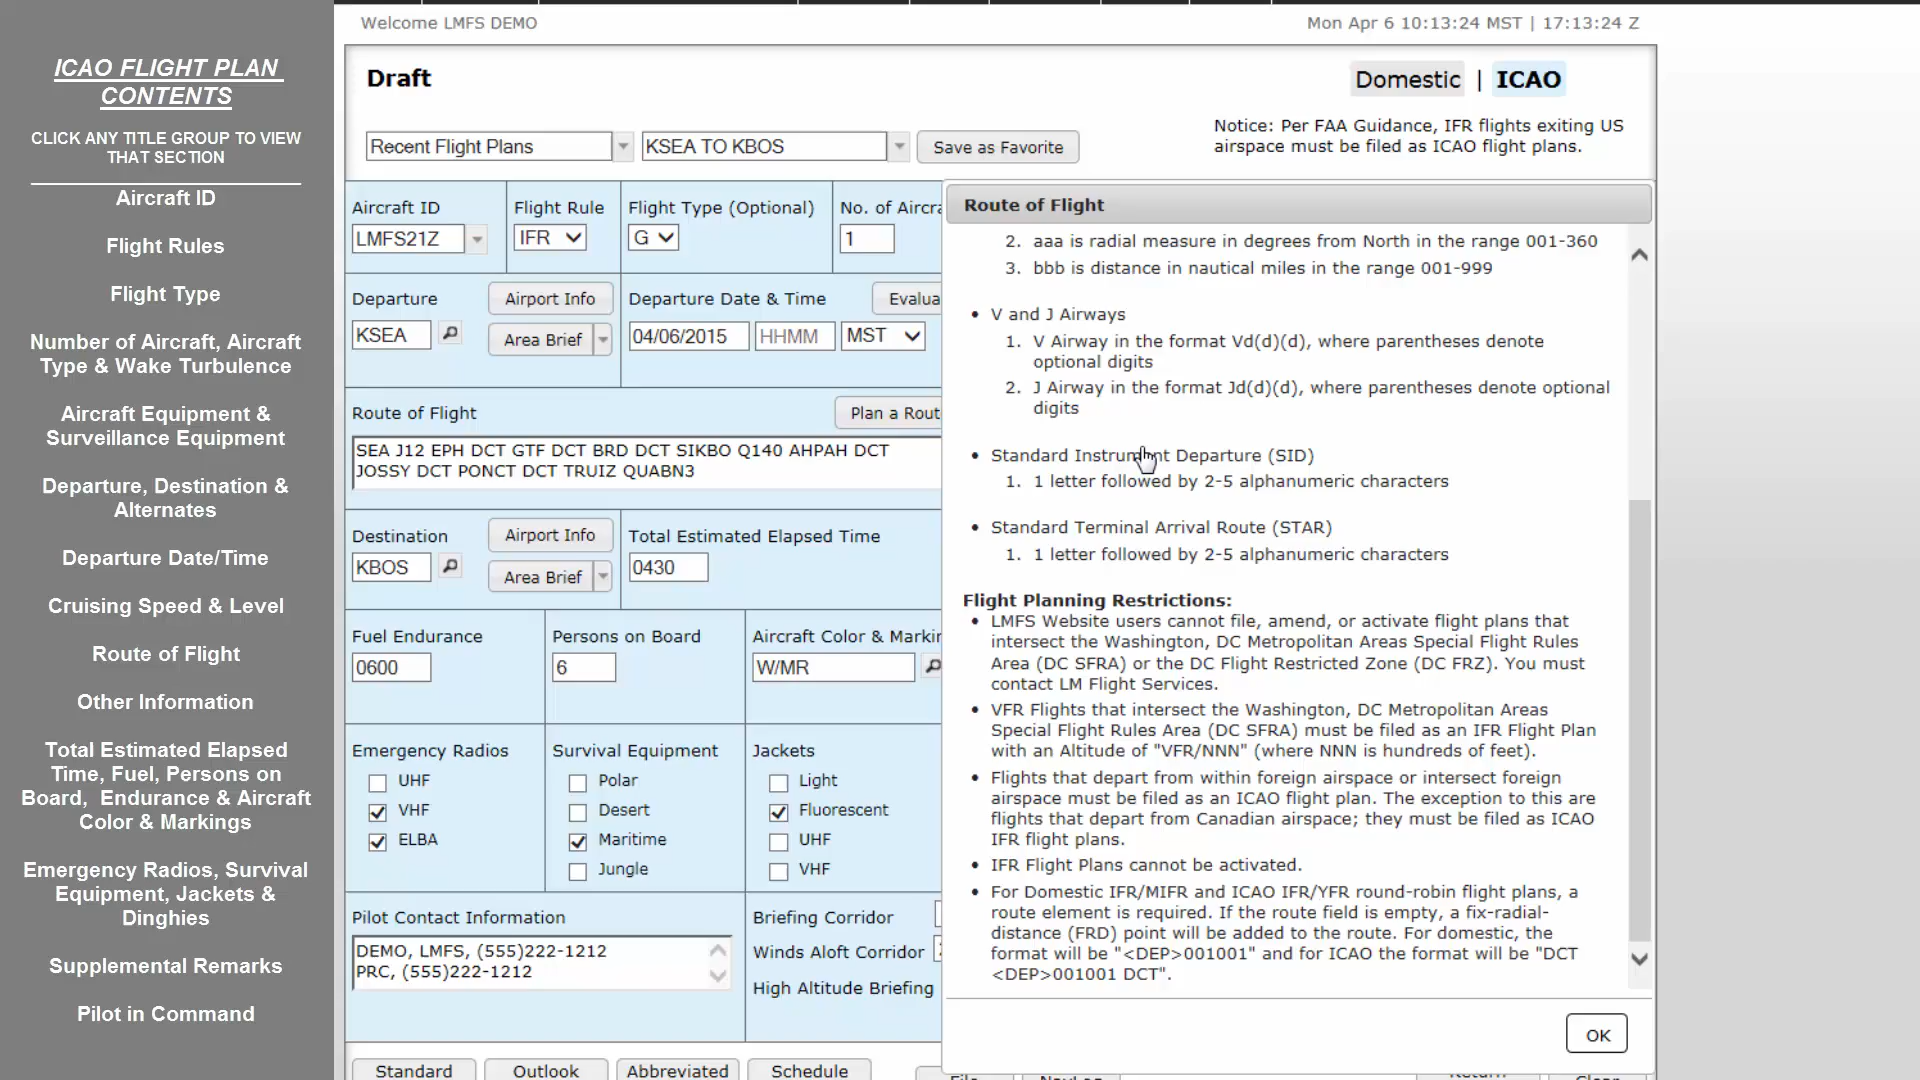 ICAO FLIGHT PLAN
CONTENTS
CLICK ANY TITLE GROUP TO VIEW
THAT SECTION
Aircraft ID
Flight Rules
Flight Type
Number of Aircraft, Aircraft
Type & Wake Turbulence
Aircraft Equipment &
Surveillance Equipment
Departure, Destination &
Alternates
Departure Date/Time
Cruising Speed & Level
Route of Flight
Other Information
Total Estimated Elapsed
Time, Fuel, Persons on
Board, Endurance & Aircraft
Color & Markings
Emergency Radios, Survival
Equipment, Jackets &
Dinghies
Supplemental Remarks
Pilot in Command
Welcome LMFS DEMO
Mon Apr 6 10:13:24 MST | 17:13:24 Z
Draft
Domestic | ICAO
Notice: Per FAA Guidance, IFR flights exiting US
airspace must be filed as ICAO flight plans.
Recent Flight Plans
KSEA TO KBOS
Save as Favorite
Aircraft ID
LMFS21Z
Flight Rule
IFR
Flight Type (Optional)
G
No. of Aircra
1
Departure
Airport Info
KSEA
Area Brief
Departure Date & Time
Evalua
04/06/2015
HHMM
MST
Route of Flight
Plan a Rout
SEA J12 EPH DCT GTF DCT BRD DCT SIKBO Q140 AHPAH DCT
JOSSY DCT PONCT DCT TRUIZ QUABN3
Destination
Airport Info
KBOS
Area Brief
Total Estimated Elapsed Time
0430
Fuel Endurance
0600
Persons on Board
6
Aircraft Color & Markin
W/MR
Emergency Radios
UHF
VHF
ELBA
Survival Equipment
Polar
Desert
Maritime
Jungle
Jackets
Light
Fluorescent
UHF
VHF
Pilot Contact Information
DEMO, LMFS, (555)222-1212
PRC, (555)222-1212
Briefing Corridor
Winds Aloft Corridor
High Altitude Briefing
Standard
Outlook
Abbreviated
Schedule
File
NavLog
Return
Clear
Route of Flight
2. aaa is radial measure in degrees from North in the range 001-360
3. bbb is distance in nautical miles in the range 001-999
• V and J Airways
1. V Airway in the format Vd(d)(d), where parentheses denote
optional digits
2. J Airway in the format Jd(d)(d), where parentheses denote optional
digits
• Standard Instrument Departure (SID)
1. 1 letter followed by 2-5 alphanumeric characters
• Standard Terminal Arrival Route (STAR)
1. 1 letter followed by 2-5 alphanumeric characters
Flight Planning Restrictions:
• LMFS Website users cannot file, amend, or activate flight plans that
intersect the Washington, DC Metropolitan Areas Special Flight Rules
Area (DC SFRA) or the DC Flight Restricted Zone (DC FRZ). You must
contact LM Flight Services.
• VFR Flights that intersect the Washington, DC Metropolitan Areas
Special Flight Rules Area (DC SFRA) must be filed as an IFR Flight Plan
with an Altitude of "VFR/NNN" (where NNN is hundreds of feet).
• Flights that depart from within foreign airspace or intersect foreign
airspace must be filed as an ICAO flight plan. The exception to this are
flights that depart from Canadian airspace; they must be filed as ICAO
IFR flight plans.
• IFR Flight Plans cannot be activated.
• For Domestic IFR/MIFR and ICAO IFR/YFR round-robin flight plans, a
route element is required. If the route field is empty, a fix-radial-
distance (FRD) point will be added to the route. For domestic, the
format will be "<DEP>001001" and for ICAO the format will be "DCT
<DEP>001001 DCT".
OK